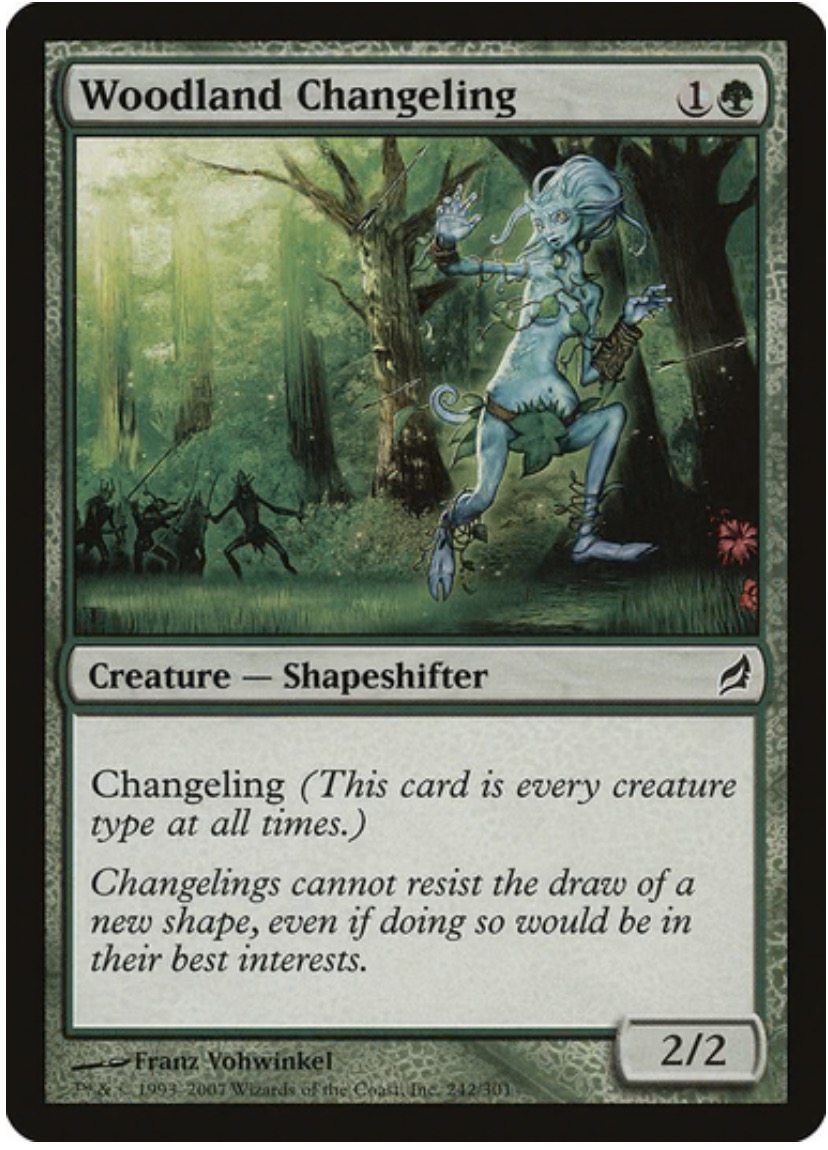 Woodland Changeling 1
Creature — Shapeshifter
Changeling (This card is every creature
type at all times.)
Changelings cannot resist the draw of a
new shape, even if doing so would be in
their best interests.
2/2
Franz Vohwinkel
™ & © 1993-2007 Wizards of the Coast, Inc. 242/301